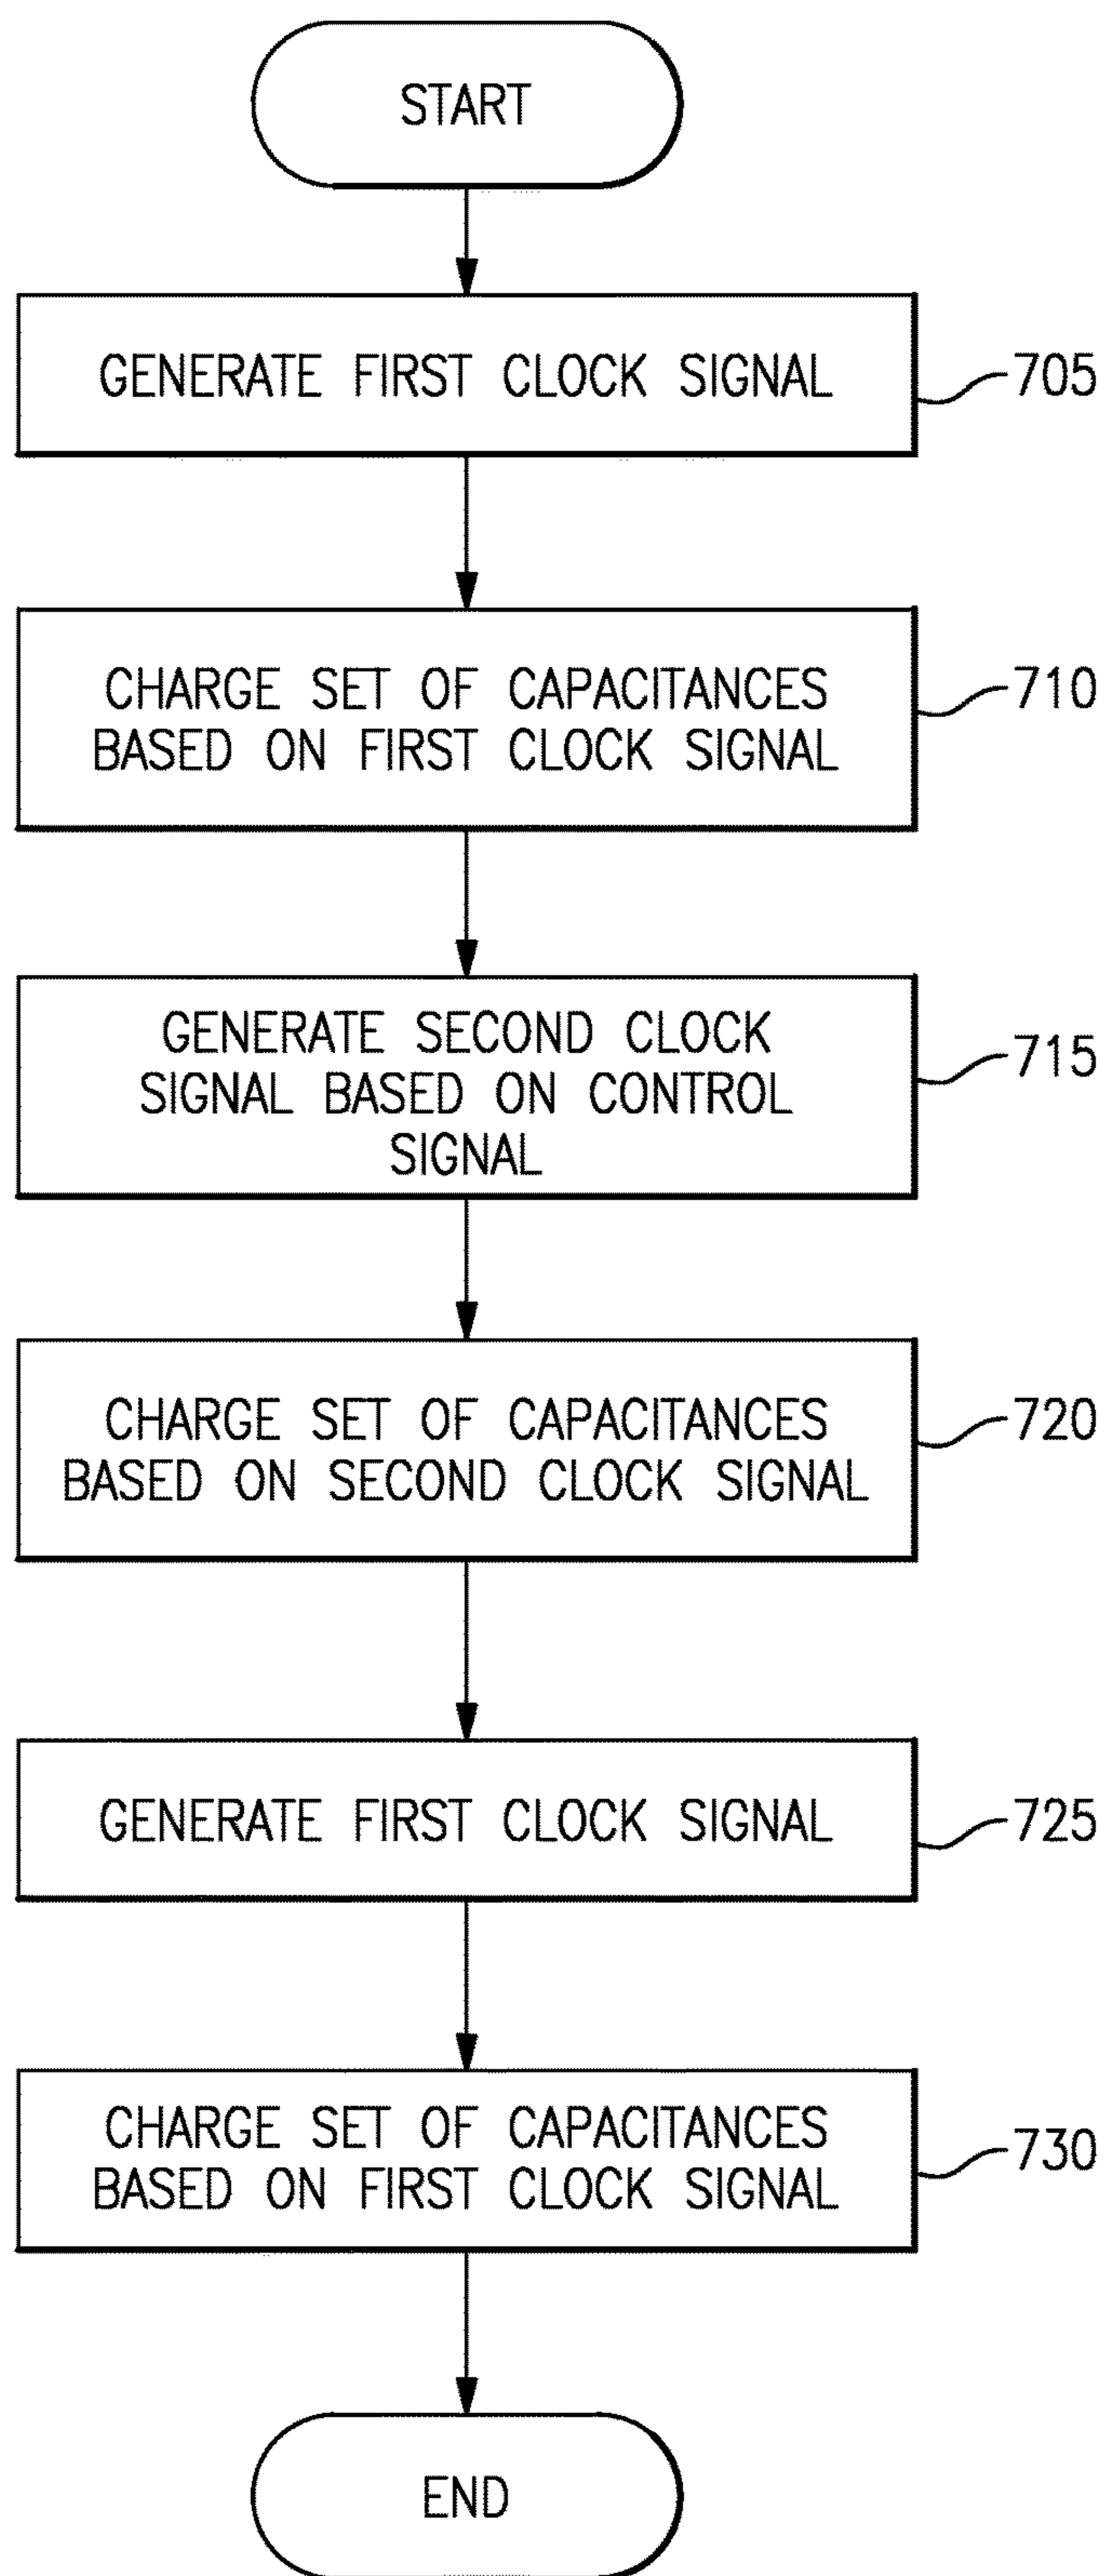 START
GENERATE FIRST CLOCK SIGNAL
705
CHARGE SET OF CAPACITANCES
BASED ON FIRST CLOCK SIGNAL
710
GENERATE SECOND CLOCK
SIGNAL BASED ON CONTROL
SIGNAL
715
CHARGE SET OF CAPACITANCES
BASED ON SECOND CLOCK SIGNAL
720
GENERATE FIRST CLOCK SIGNAL
725
CHARGE SET OF CAPACITANCES
BASED ON FIRST CLOCK SIGNAL
730
END